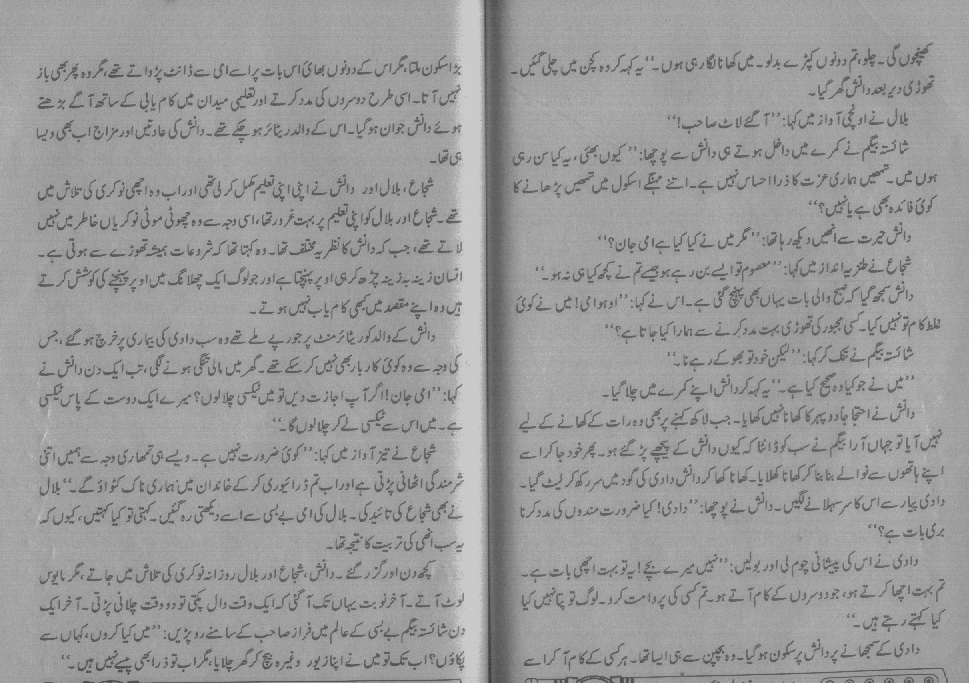 کھینچوں گی۔ چلو، تم دونوں کپڑے بدلو۔ میں کھانا لگا رہی ہوں۔‘‘ یہ کہہ کر وہ کچن میں چلی گئیں۔
تھوڑی دیر بعد دانش گھر گیا۔
بلال نے اونچی آواز میں کہا: ’’آ گئے لاٹ صاحب!‘‘
شائستہ بیگم نے کمرے میں داخل ہوتے ہی دانش سے پوچھا: ’’کیوں بھئی، یہ کیا سن رہی
ہوں میں۔ تمھیں ہماری عزت کا ذرا احساس نہیں ہے۔ اتنے مہنگے اسکول میں تمھیں پڑھانے کا
کوئی فائدہ بھی ہے یا نہیں؟‘‘
دانش حیرت سے انھیں دیکھ رہا تھا: ’’مگر میں نے کیا کیا ہے امی جان؟‘‘
شجاع نے طنزیہ انداز میں کہا: ’’معصوم تو ایسے بن رہے ہو جیسے تم نے کچھ کیا ہی نہ ہو۔‘‘
دانش سمجھ گیا کہ صبح والی بات یہاں بھی پہنچ گئی ہے۔ اس نے کہا: ’’اوہو امی! میں نے کوئی
غلط کام تو نہیں کیا۔ کسی مجبور کی تھوڑی بہت مدد کرنے سے ہمارا کیا جاتا ہے؟‘‘
شائستہ بیگم نے تنک کر کہا: ’’لیکن خود تو بھوکے رہے نا۔‘‘
’’میں نے جو کیا وہ صحیح کیا ہے۔‘‘ یہ کہہ کر دانش اپنے کمرے میں چلا گیا۔
دانش نے احتجاجاً دوپہر کا کھانا نہیں کھایا۔ جب لاکھ کہنے پر بھی وہ رات کے کھانے کے لیے
نہیں آیا تو جہاں آرا بیگم نے سب کو ڈانٹا کہ کیوں دانش کے پیچھے پڑ گئے ہو۔ پھر خود جا کر اسے
اپنے ہاتھوں سے نوالے بنا بنا کر کھانا کھلایا۔ کھانا کھا کر دانش دادی کی گود میں سر رکھ کر لیٹ گیا۔
دادی پیار سے اس کا سر سہلانے لگیں۔ دانش نے پوچھا: ’’دادی! کیا ضرورت مندوں کی مدد کرنا
بری بات ہے؟‘‘
دادی نے اس کی پیشانی چوم لی اور بولیں: ’’نہیں میرے بچے! یہ تو بہت اچھی بات ہے۔
تم بہت اچھا کرتے ہو، جو دوسروں کے کام آتے ہو۔ تم کسی کی پروا مت کرو۔ لوگ تو پتا نہیں کیا
کیا کہتے رہتے ہیں۔‘‘
دادی کے سمجھانے پر دانش پرسکون ہو گیا۔ وہ بچپن سے ہی ایسا تھا۔ ہر کسی کے کام آ کر اسے
بڑا سکون ملتا، مگر اس کے دونوں بھائی اس بات پر اسے امی سے ڈانٹ پڑواتے تھے، مگر وہ پھر بھی باز
نہیں آتا۔ اسی طرح دوسروں کی مدد کرتے اور تعلیمی میدان میں کام یابی کے ساتھ آگے بڑھتے
ہوئے دانش جوان ہو گیا۔ اس کے والد ریٹائر ہو چکے تھے۔ دانش کی عادتیں اور مزاج اب بھی ویسا
ہی تھا۔
شجاع، بلال اور دانش نے اپنی اپنی تعلیم مکمل کر لی تھی اور اب وہ اچھی نوکری کی تلاش میں
تھے۔ شجاع اور بلال کو اپنی تعلیم پر بہت غرور تھا، اسی وجہ سے وہ چھوٹی موٹی نوکریاں خاطر میں نہیں
لاتے تھے، جب کہ دانش کا نظریہ مختلف تھا۔ وہ کہتا تھا کہ شروعات ہمیشہ تھوڑے سے ہوتی ہے۔
انسان زینہ بہ زینہ چڑھ کر ہی اوپر پہنچتا ہے اور جو لوگ ایک چھلانگ میں اوپر پہنچنے کی کوشش کرتے
ہیں وہ اپنے مقصد میں کبھی کام یاب نہیں ہوتے۔
دانش کے والد کو ریٹائرمنٹ پر جو پیسے ملے تھے وہ سب دادی کی بیماری پر خرچ ہو گئے، جس
کی وجہ سے وہ کوئی کاروبار بھی نہیں کر سکے تھے۔ گھر میں مالی تنگی ہونے لگی، تب ایک دن دانش نے
کہا: ’’امی جان! اگر آپ اجازت دیں تو میں ٹیکسی چلا لوں؟ میرے ایک دوست کے پاس ٹیکسی
ہے۔ میں اس سے ٹیکسی لے کر چلا لوں گا۔‘‘
شجاع نے تیز آواز میں کہا: ’’کوئی ضرورت نہیں ہے۔ ویسے ہی تمھاری وجہ سے ہمیں اتنی
شرمندگی اٹھانی پڑتی ہے اور اب تم ڈرائیوری کر کے خاندان میں ہماری ناک کٹواؤ گے۔‘‘ بلال
نے بھی شجاع کی تائید کی۔ بلال کی امی بے بسی سے اسے دیکھتی رہ گئیں۔ کہتی تو کیا کہتیں، کیوں کہ
یہ سب انھی کی تربیت کا نتیجہ تھا۔
کچھ دن اور گزر گئے۔ دانش، شجاع اور بلال روزانہ نوکری کی تلاش میں جاتے، مگر مایوس
لوٹ آتے۔ آخر نوبت یہاں تک آ گئی کہ ایک وقت دال پکتی تو دو وقت چلانی پڑتی۔ آخر ایک
دن شائستہ بیگم بے بسی کے عالم میں فراز صاحب کے سامنے رو پڑیں: ’’میں کیا کروں، کہاں سے
پکاؤں؟ اب تک تو میں نے اپنا زیور وغیرہ بیچ کر گھر چلایا، مگر اب تو ذرا بھی پیسے نہیں ہیں۔‘‘